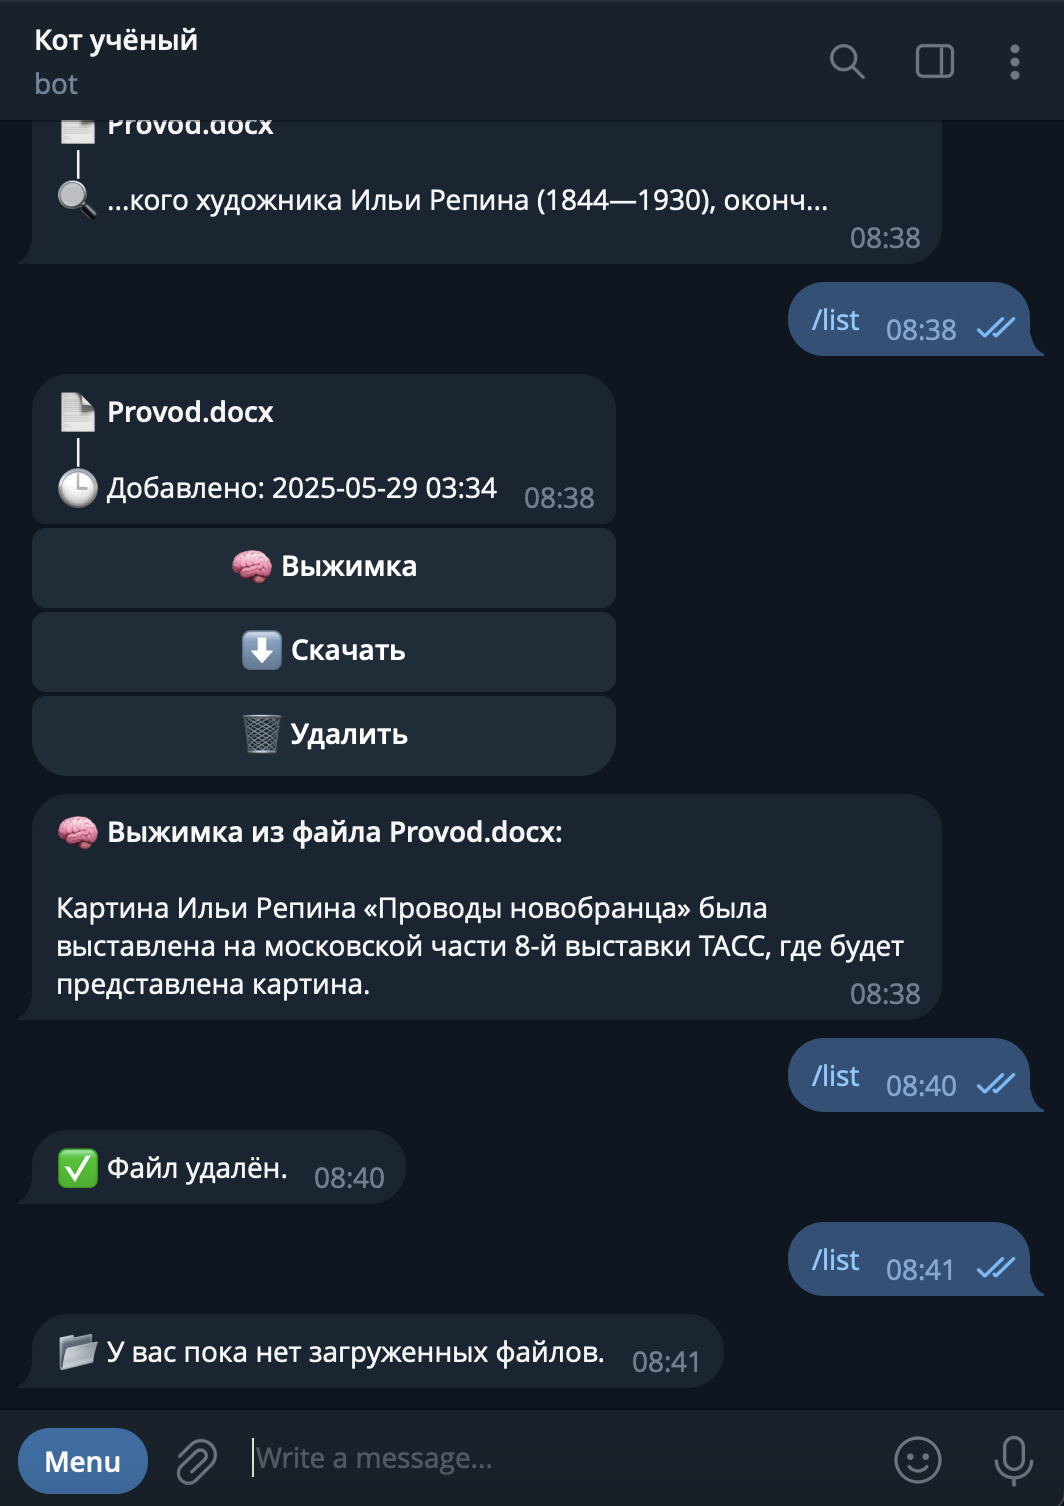 Кот учёный
bot
Provod.docx
...кого художника Ильи Репина (1844—1930), оконч...
08:38
/list 08:38
Provod.docx
Добавлено: 2025-05-29 03:34 08:38
Выжимка
Скачать
Удалить
Выжимка из файла Provod.docx:
Картина Ильи Репина «Проводы новобранца» была
выставлена на московской части 8-й выставки ТАСС, где будет
представлена картина.
08:38
/list 08:40
Файл удалён. 08:40
/list 08:41
У вас пока нет загруженных файлов. 08:41
Menu
Write a message...